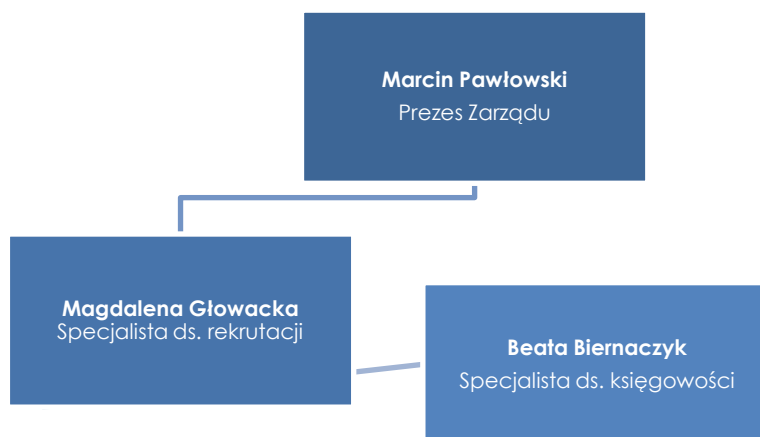 Marcin Pawłowski
Prezes Zarządu
Magdalena Głowacka
Specjalista ds. rekrutacji
Beata Biernaczyk
Specjalista ds. księgowości